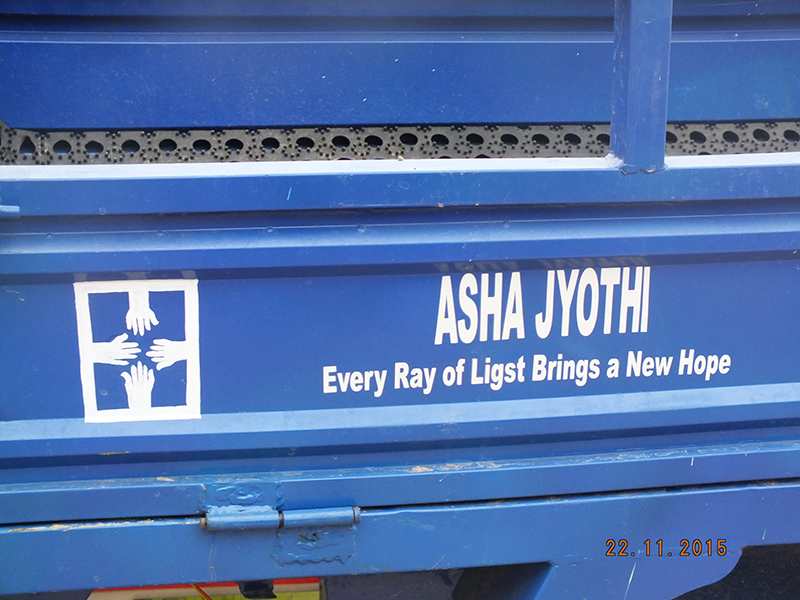 ASHA JYOTHI
Every Ray of Ligst Brings a New Hope
22.11.2015